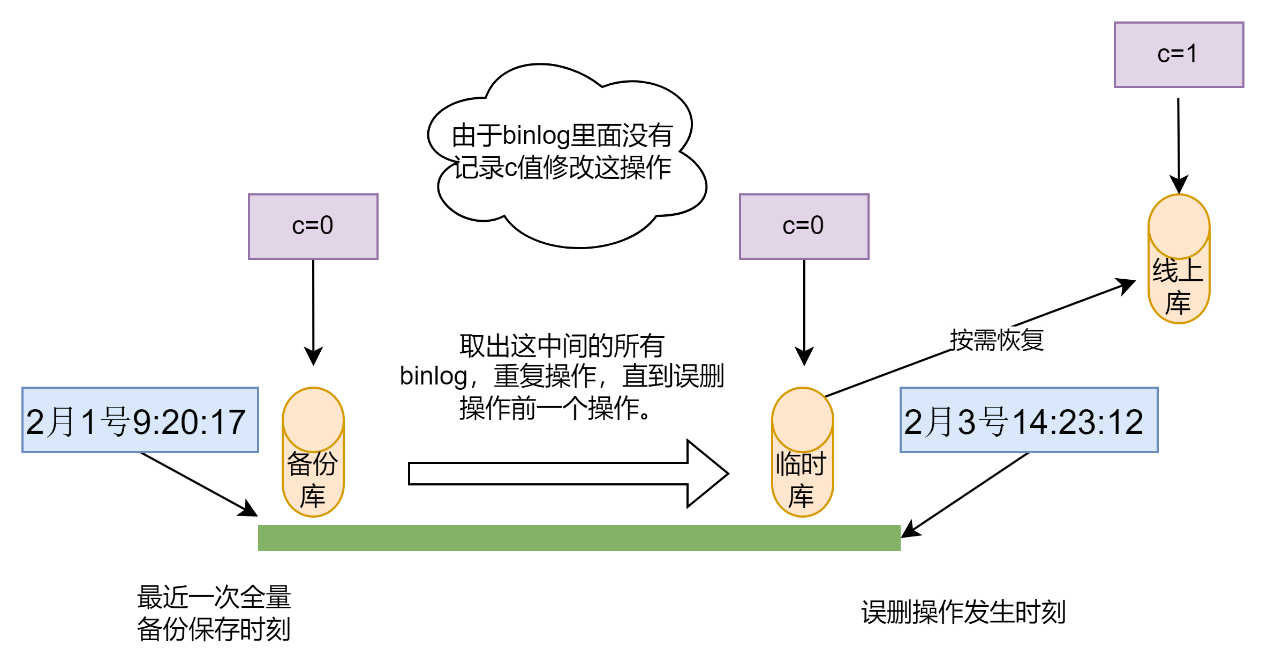 c=1
由于binlog里面没有
记录c值修改这操作
c=0
c=0
线上
库
按需恢复
取出这中间的所有
binlog，重复操作，直到误删
操作前一个操作。
2月1号9:20:17
2月3号14:23:12
备份
库
临时
库
最近一次全量
备份保存时刻
误删操作发生时刻